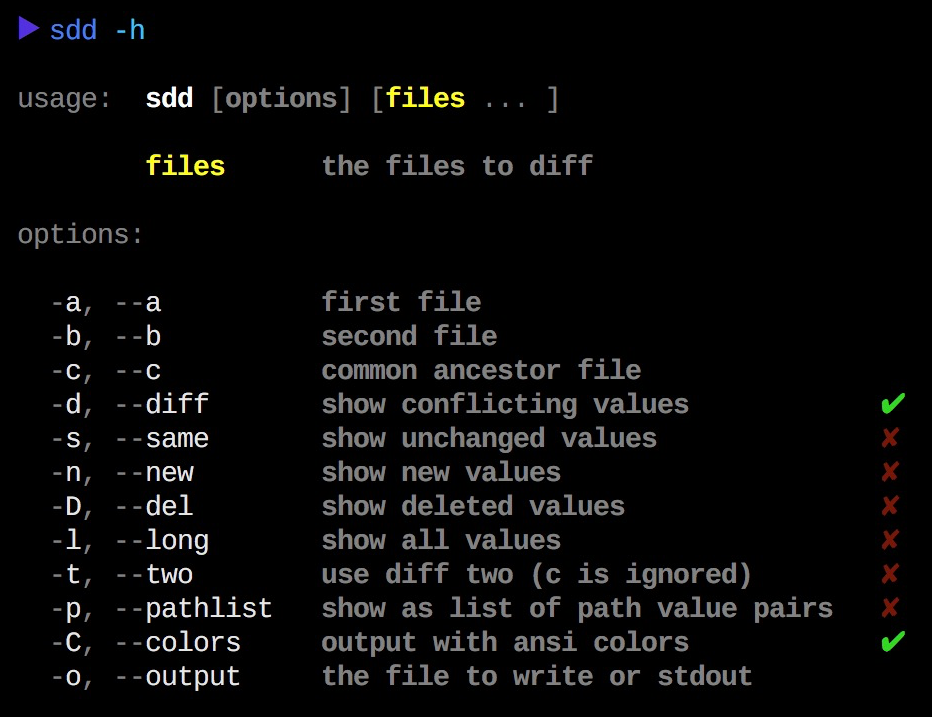 ▶ sdd -h
usage:  sdd [options] [files ... ]
files      the files to diff
options:
-a, --a          first file
-b, --b          second file
-c, --c          common ancestor file
-d, --diff       show conflicting values            ✔
-s, --same       show unchanged values              ✘
-n, --new        show new values                    ✘
-D, --del        show deleted values                ✘
-l, --long       show all values                    ✘
-t, --two        use diff two (c is ignored)        ✘
-p, --pathlist   show as list of path value pairs   ✘
-C, --colors     output with ansi colors            ✔
-o, --output     the file to write or stdout